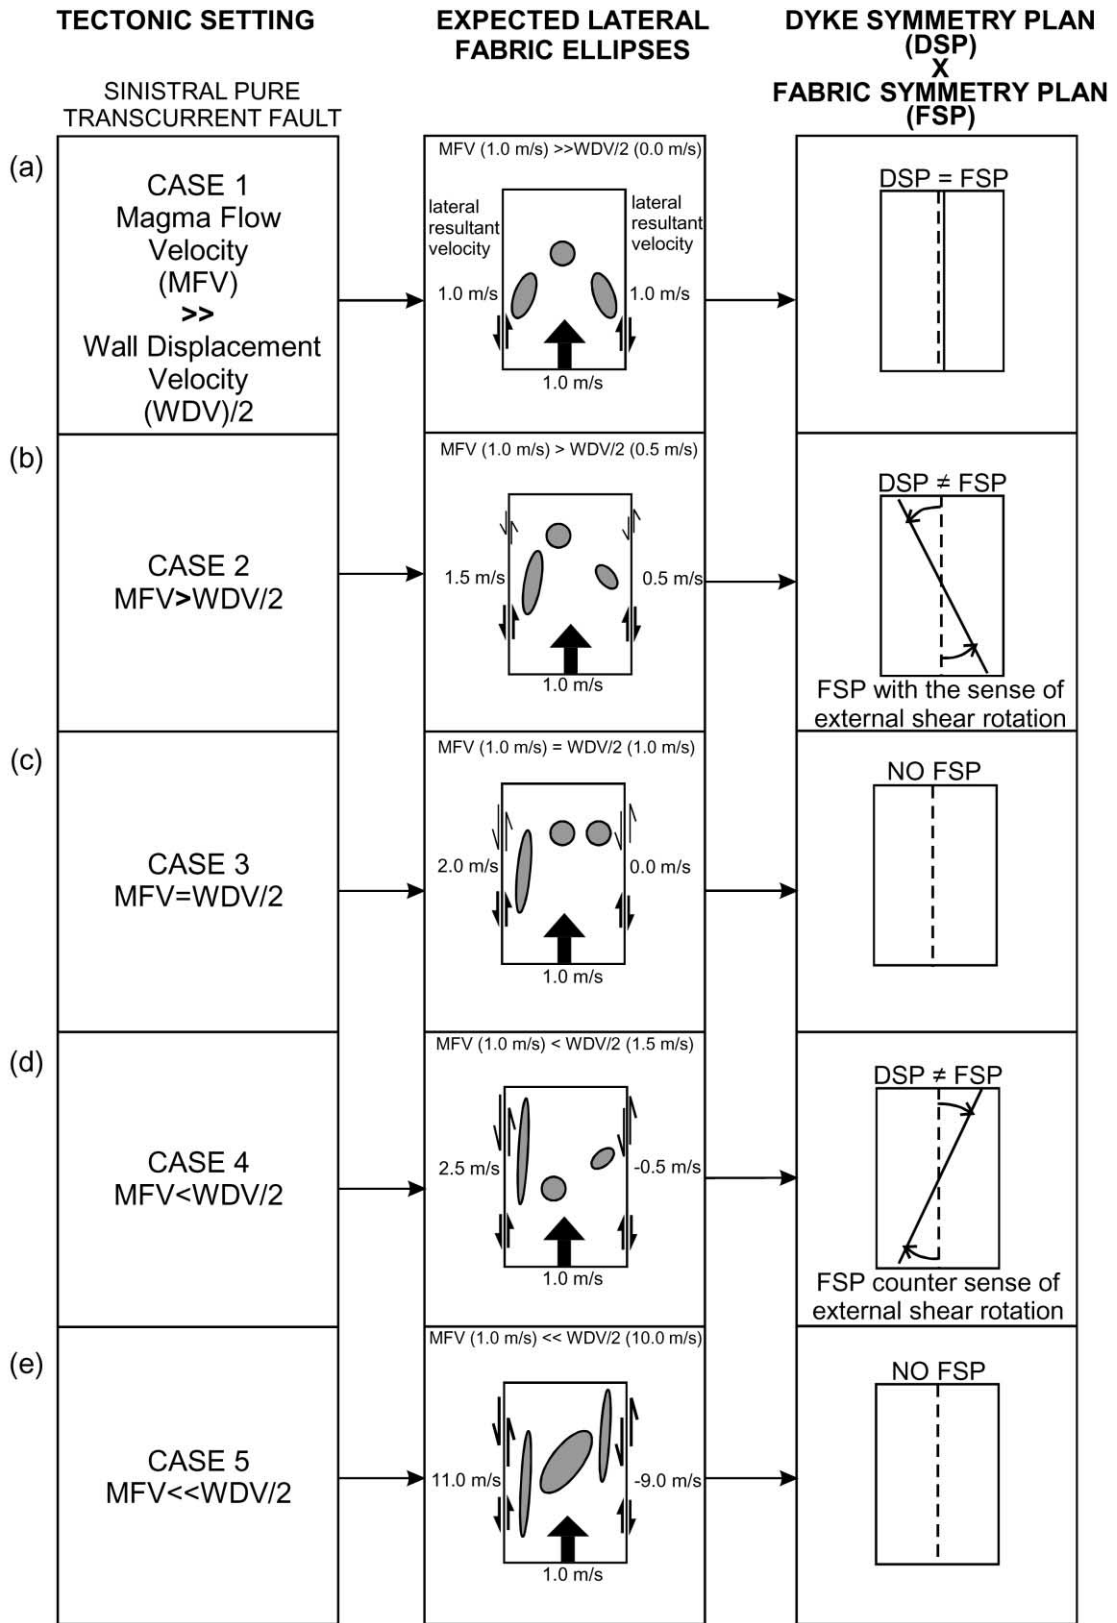 TECTONIC SETTING
SINISTRAL PURE
TRANSCURRENT FAULT
EXPECTED LATERAL
FABRIC ELLIPSES
DYKE SYMMETRY PLAN
(DSP)
X
FABRIC SYMMETRY PLAN
(FSP)
(a)
CASE 1
Magma Flow
Velocity
(MFV)
>>
Wall Displacement
Velocity
(WDV)/2
MFV (1.0 m/s) >>WDV/2 (0.0 m/s)
lateral
resultant
velocity
1.0 m/s
lateral
resultant
velocity
1.0 m/s
1.0 m/s
DSP = FSP
(b)
CASE 2
MFV>WDV/2
MFV (1.0 m/s) > WDV/2 (0.5 m/s)
1.5 m/s
0.5 m/s
1.0 m/s
DSP ≠ FSP
FSP with the sense of
external shear rotation
(c)
CASE 3
MFV=WDV/2
MFV (1.0 m/s) = WDV/2 (1.0 m/s)
2.0 m/s
0.0 m/s
1.0 m/s
NO FSP
(d)
CASE 4
MFV<WDV/2
MFV (1.0 m/s) < WDV/2 (1.5 m/s)
2.5 m/s
-0.5 m/s
1.0 m/s
DSP ≠ FSP
FSP counter sense of
external shear rotation
(e)
CASE 5
MFV<<WDV/2
MFV (1.0 m/s) << WDV/2 (10.0 m/s)
11.0 m/s
-9.0 m/s
1.0 m/s
NO FSP